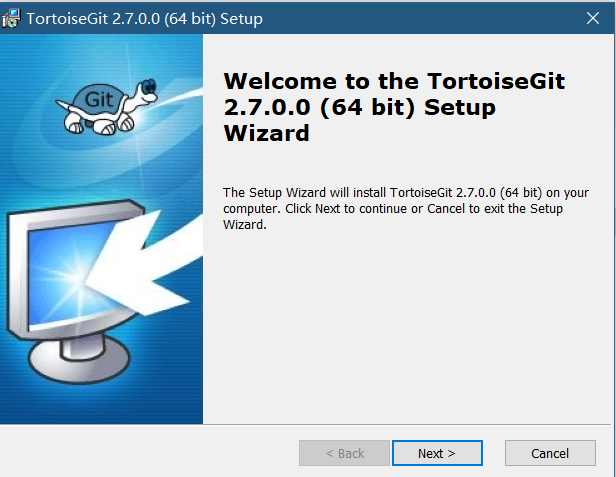 TortoiseGit 2.7.0.0 (64 bit) Setup
Git
Welcome to the TortoiseGit
2.7.0.0 (64 bit) Setup
Wizard
The Setup Wizard will install TortoiseGit 2.7.0.0 (64 bit) on your
computer. Click Next to continue or Cancel to exit the Setup
Wizard.
< Back
Next >
Cancel